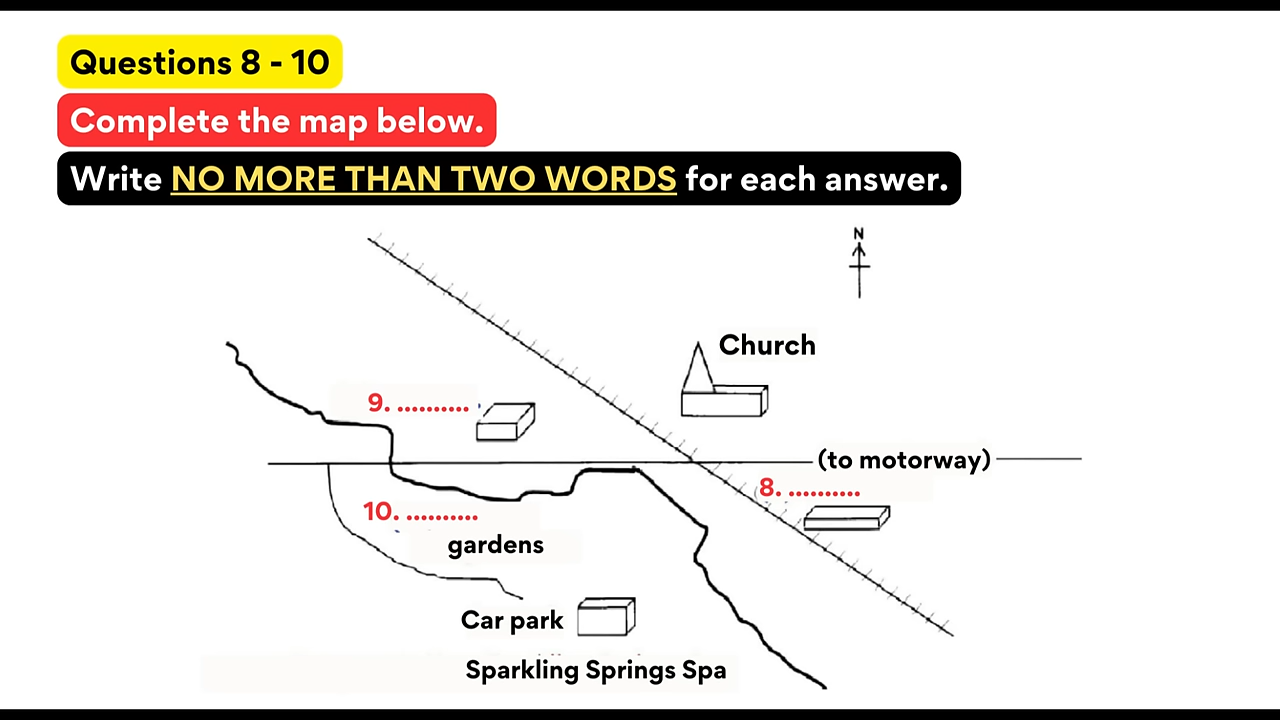 Questions 8 - 10
Complete the map below.
Write NO MORE THAN TWO WORDS for each answer.
N
Church
9. ..........
(to motorway)
8. ..........
10. ..........
gardens
Car park
Sparkling Springs Spa